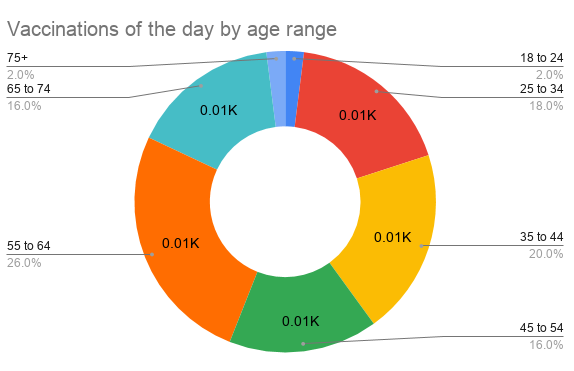 Vaccinations of the day by age range
75+
2.0%
65 to 74
16.0%
55 to 64
26.0%
18 to 24
2.0%
25 to 34
18.0%
35 to 44
20.0%
45 to 54
16.0%
0.01K
0.01K
0.01K
0.01K
0.01K